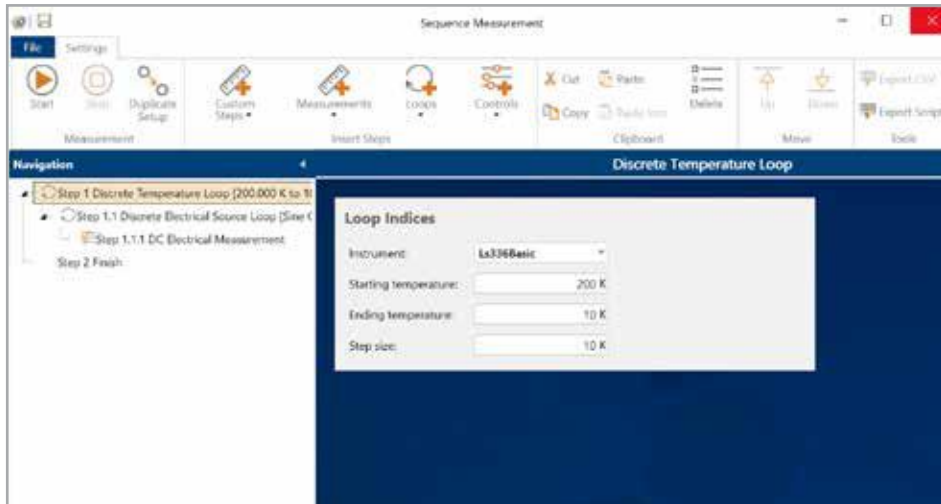 Sequence Measurement
File Settings
Start Stop Duplicate Setup Custom Steps Measurements Loops Controls Cut Copy Paste Delete Up Down Export CSV Export Script
Measurement Insert Steps Clipboard Move Tools
Navigation
Discrete Temperature Loop
Step 1 Discrete Temperature Loop [200.000 K to 10
Step 1.1 Discrete Electrical Source Loop [Sine C
Step 1.1.1 DC Electrical Measurement
Step 2 Finish
Loop Indices
Instrument: Ls336Basic
Starting temperature: 200 K
Ending temperature: 10 K
Step size: 10 K